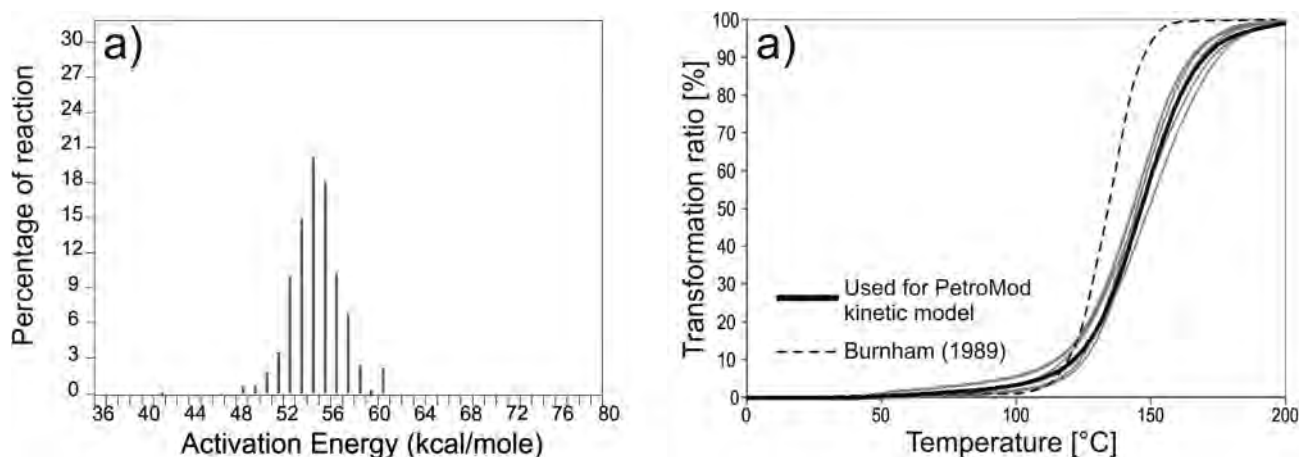 a)
Percentage of reaction
30
27
24
21
18
15
12
9
6
3
0
36 40 44 48 52 56 60 64 68 72 76 80
Activation Energy (kcal/mole)
a)
Transformation ratio [%]
100
90
80
70
60
50
40
30
20
10
0
Used for PetroMod
kinetic model
Burnham (1989)
0 50 100 150 200
Temperature [°C]